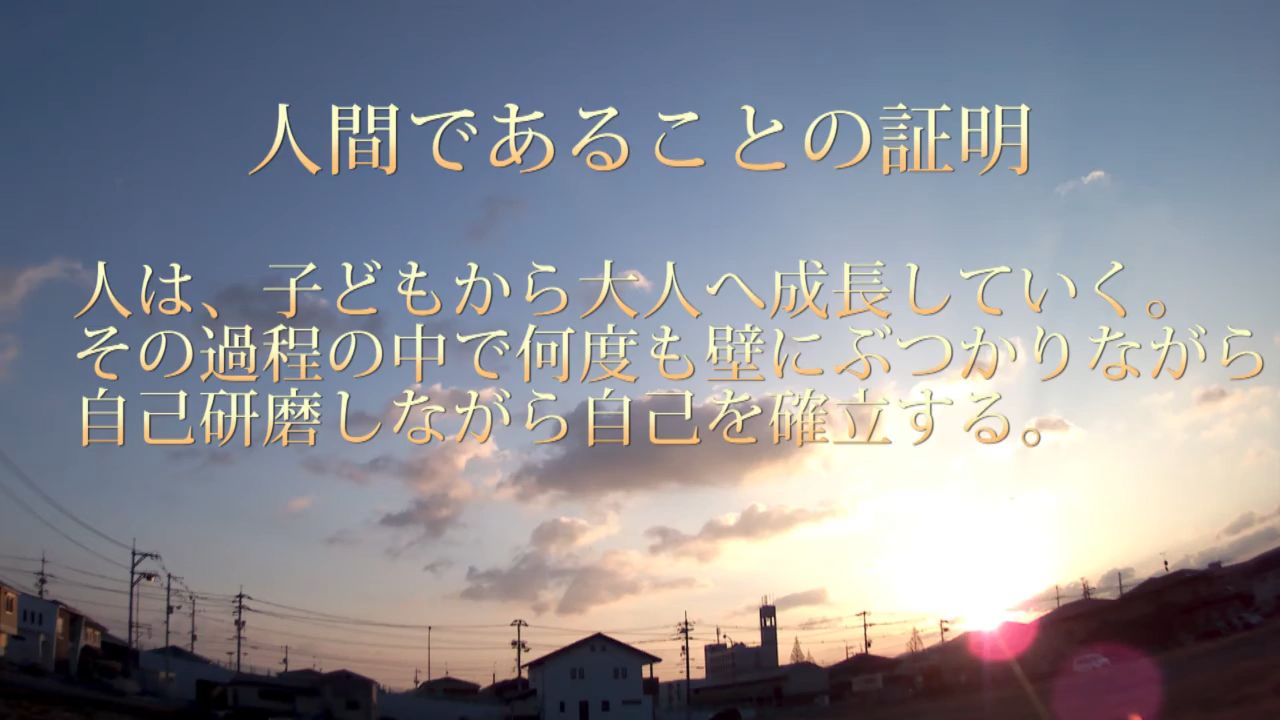 人間であることの証明
人は、子どもから大人へ成長していく。
その過程の中で何度も壁にぶつかりながら
自己研磨しながら自己を確立する。